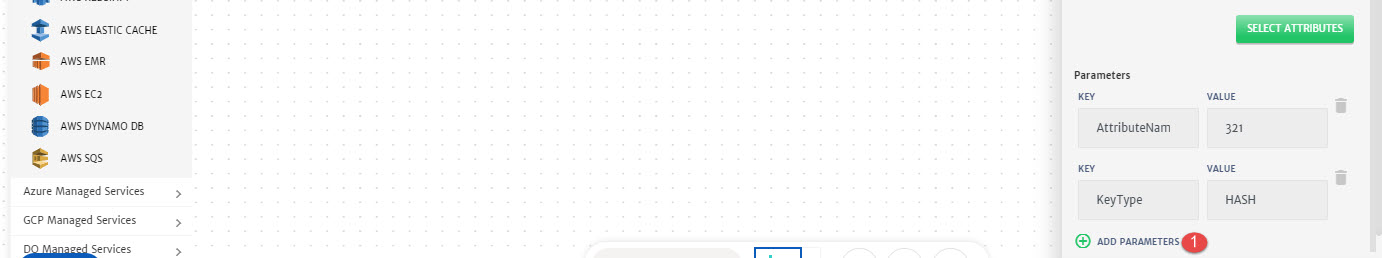 AWS ELASTIC CACHE
AWS EMR
AWS EC2
AWS DYNAMO DB
AWS SQS
Azure Managed Services
GCP Managed Services
DO Managed Services
SELECT ATTRIBUTES
Parameters
KEY VALUE
AttributeNam 321
KEY VALUE
KeyType HASH
ADD PARAMETERS 1